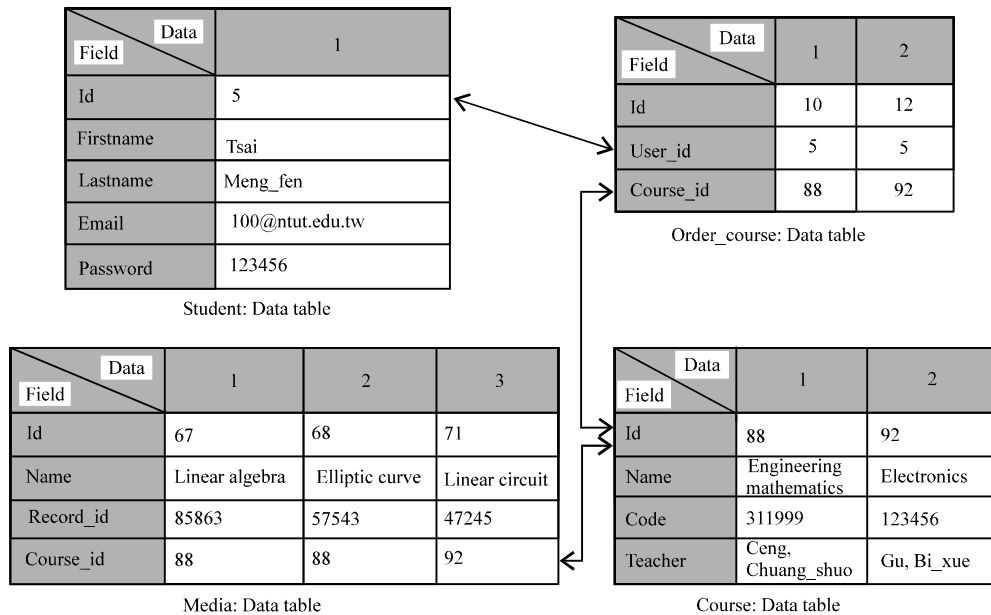 Data
Field
1
Id
5
Firstname
Tsai
Lastname
Meng_fen
Email
100@ntut.edu.tw
Password
123456
Student: Data table
Data
Field
1
2
Id
10
12
User_id
5
5
Course_id
88
92
Order_course: Data table
Data
Field
1
2
3
Id
67
68
71
Name
Linear algebra
Elliptic curve
Linear circuit
Record_id
85863
57543
47245
Course_id
88
88
92
Media: Data table
Data
Field
1
2
Id
88
92
Name
Engineering
mathematics
Electronics
Code
311999
123456
Teacher
Ceng,
Chuang_shuo
Gu, Bi_xue
Course: Data table